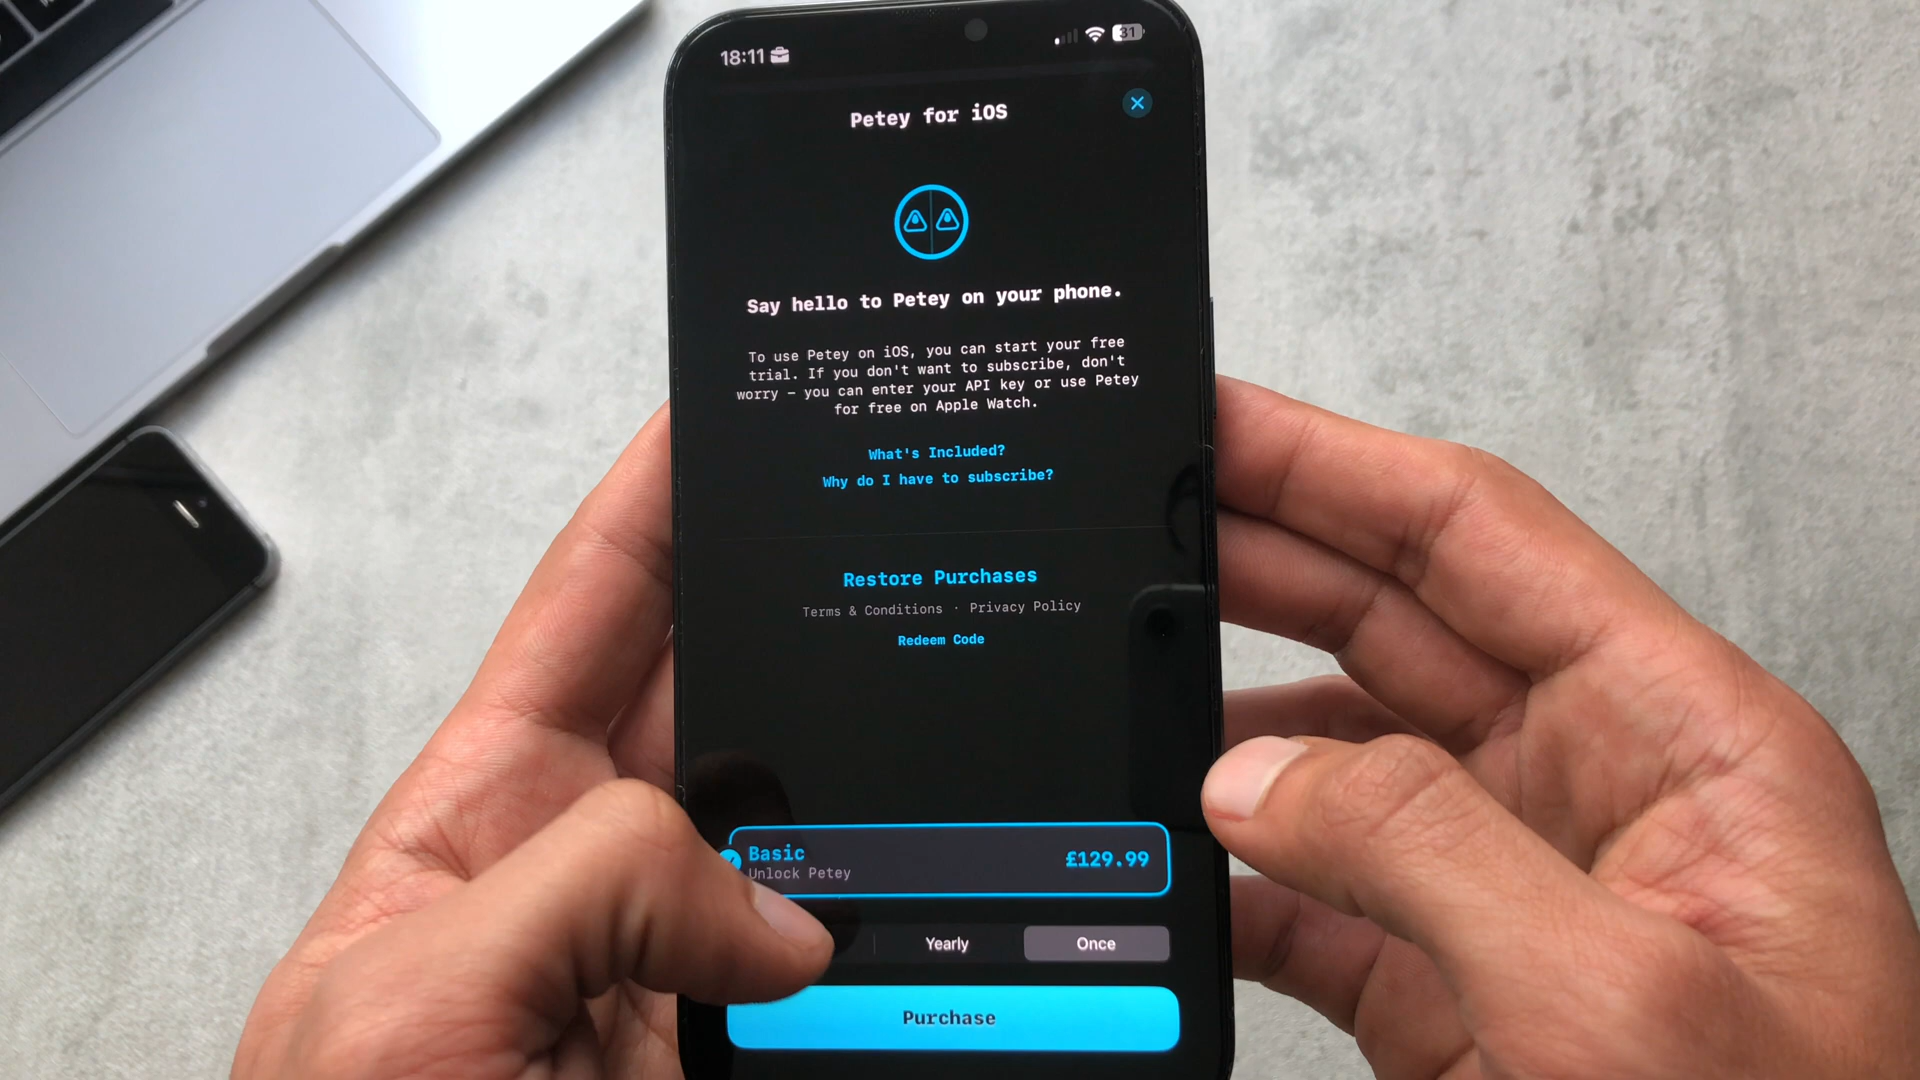 18:11
31
Petey for iOS
Say hello to Petey on your phone.
To use Petey on iOS, you can start your free
trial. If you don't want to subscribe, don't
worry – you can enter your API key or use Petey
for free on Apple Watch.
What's Included?
Why do I have to subscribe?
Restore Purchases
Terms & Conditions · Privacy Policy
Redeem Code
Basic
£129.99
Unlock Petey
Yearly
Once
Purchase